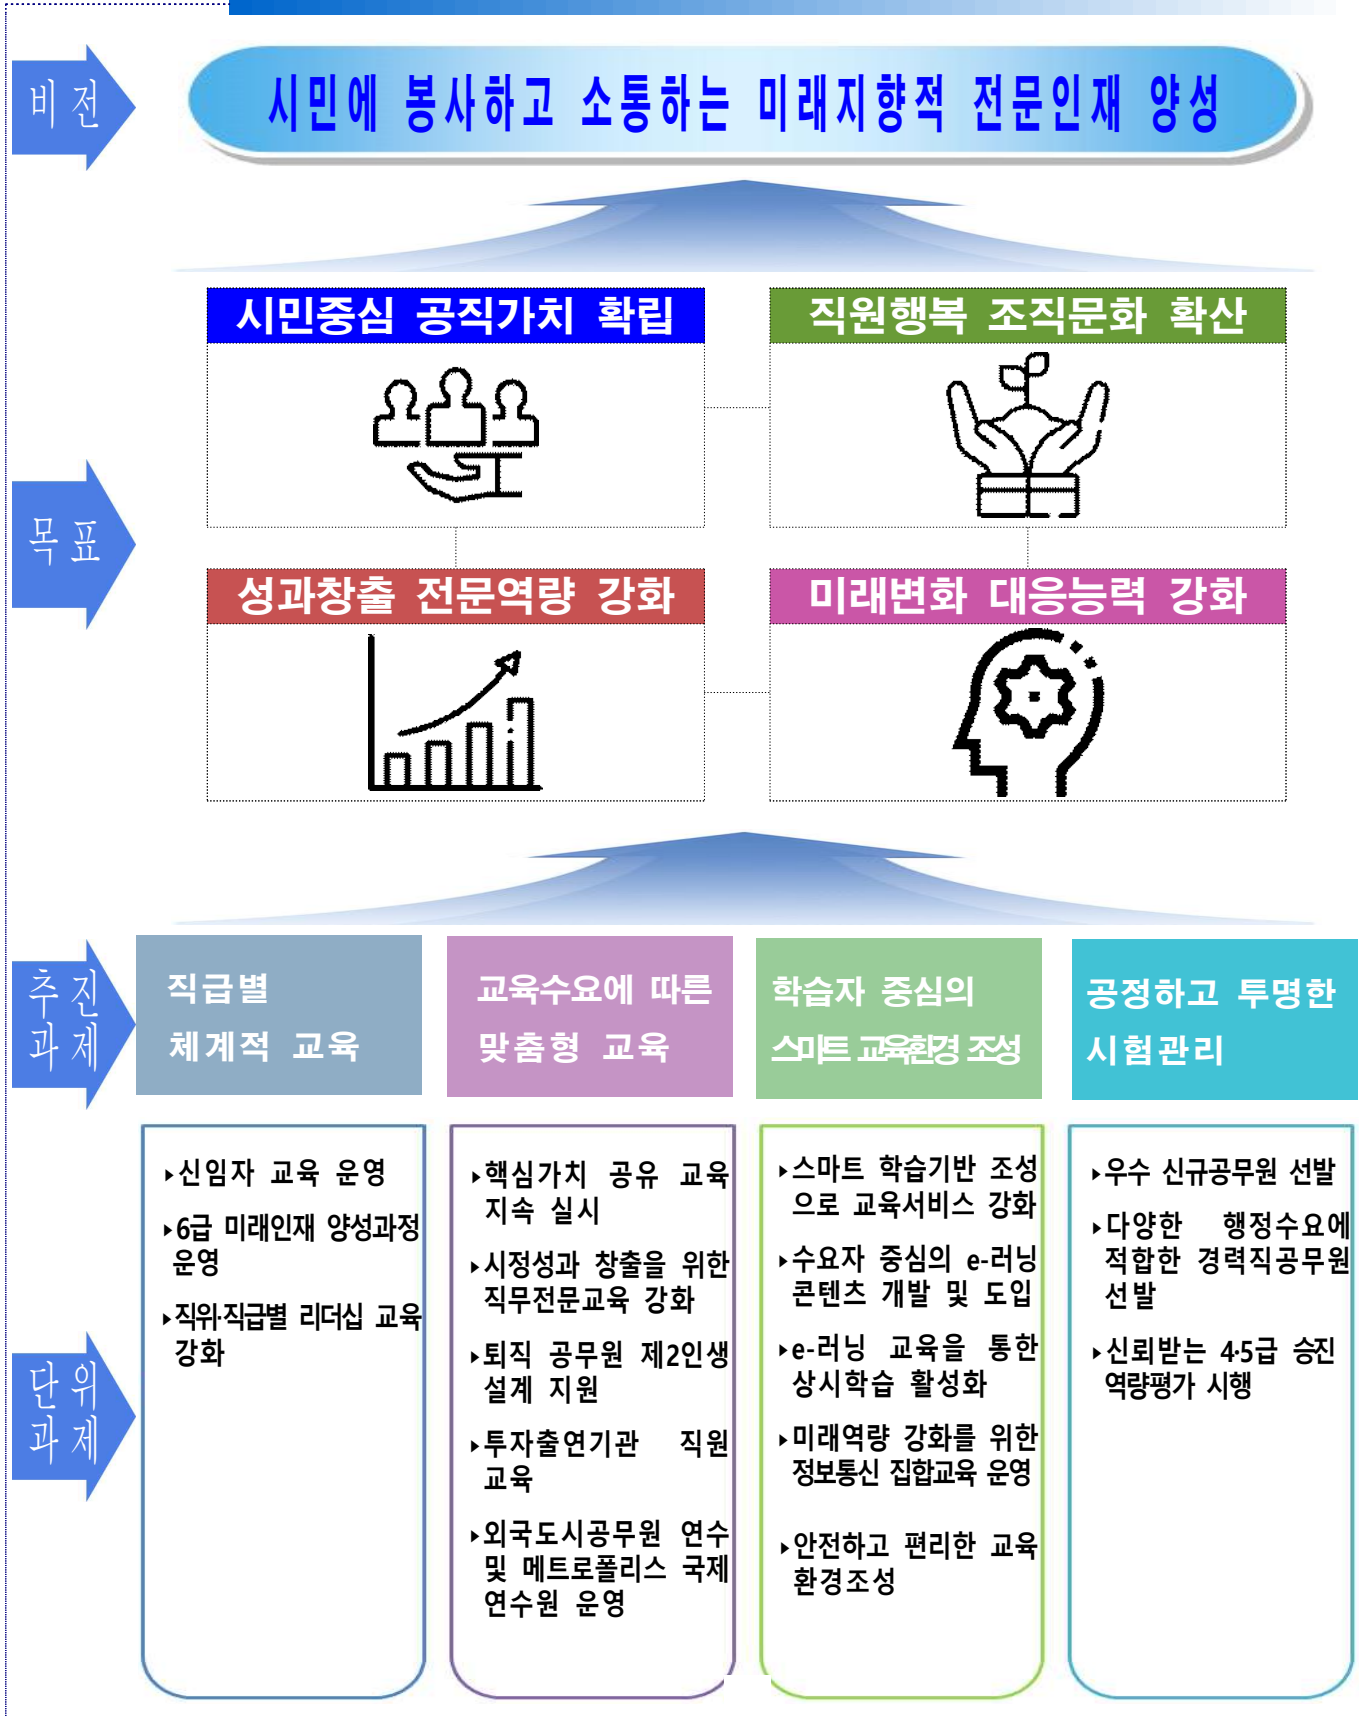 비전
시민에 봉사하고 소통하는 미래지향적 전문인재 양성
목표
시민중심 공직가치 확립
직원행복 조직문화 확산
성과창출 전문역량 강화
미래변화 대응능력 강화
추진
과제
직급별
체계적 교육
교육수요에 따른
맞춤형 교육
학습자 중심의
스마트 교육환경 조성
공정하고 투명한
시험관리
단위
과제
▸신임자 교육 운영
▸6급 미래인재 양성과정
운영
▸직위·직급별 리더십 교육
강화
▸핵심가치 공유 교육
지속 실시
▸시정성과 창출을 위한
직무전문교육 강화
▸퇴직 공무원 제2인생
설계 지원
▸투자출연기관 직원
교육
▸외국도시공무원 연수
및 메트로폴리스 국제
연수원 운영
▸스마트 학습기반 조성
으로 교육서비스 강화
▸수요자 중심의 e-러닝
콘텐츠 개발 및 도입
▸e-러닝 교육을 통한
상시학습 활성화
▸미래역량 강화를 위한
정보통신 집합교육 운영
▸안전하고 편리한 교육
환경조성
▸우수 신규공무원 선발
▸다양한 행정수요에
적합한 경력직공무원
선발
▸신뢰받는 4·5급 승진
역량평가 시행